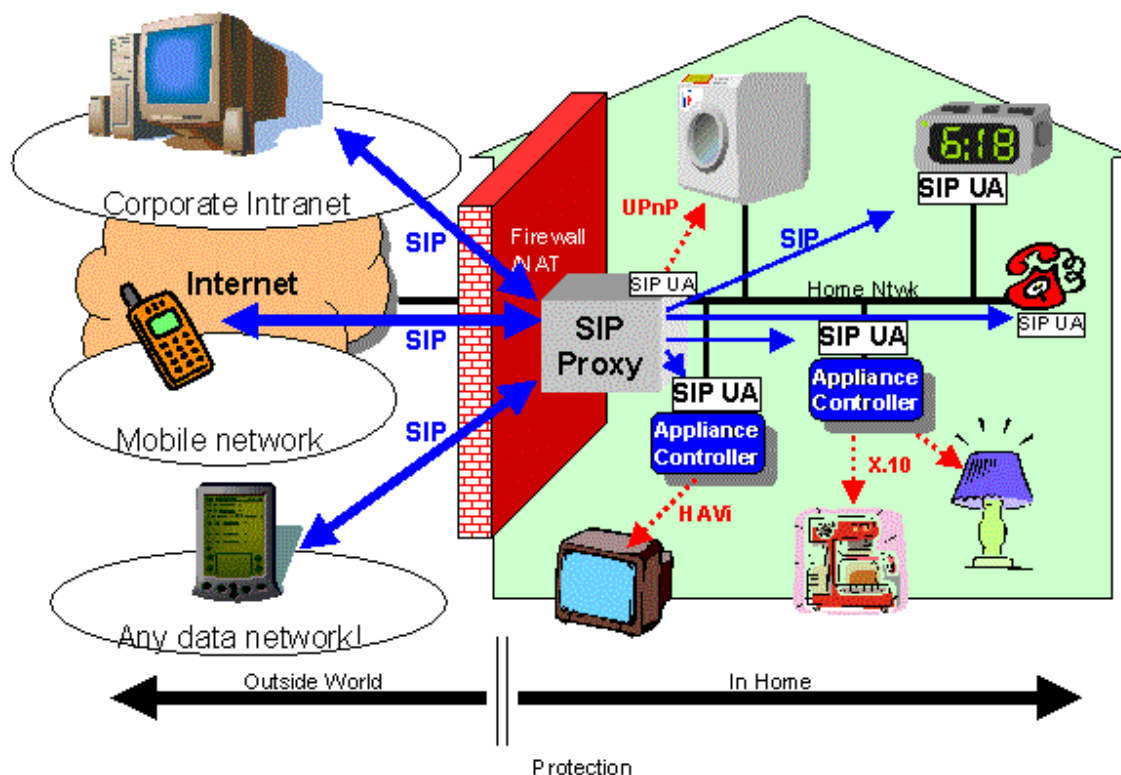 Corporate Intranet
Internet
Mobile network
Any data network!
SIP
SIP
SIP
Firewall
/NAT
SIP UA
SIP
Proxy
UPnP
SIP
6:18
SIP UA
Home Ntwk
SIP UA
SIP UA
Appliance
Controller
SIP UA
Appliance
Controller
X.10
HAVi
Outside World
In Home
Protection